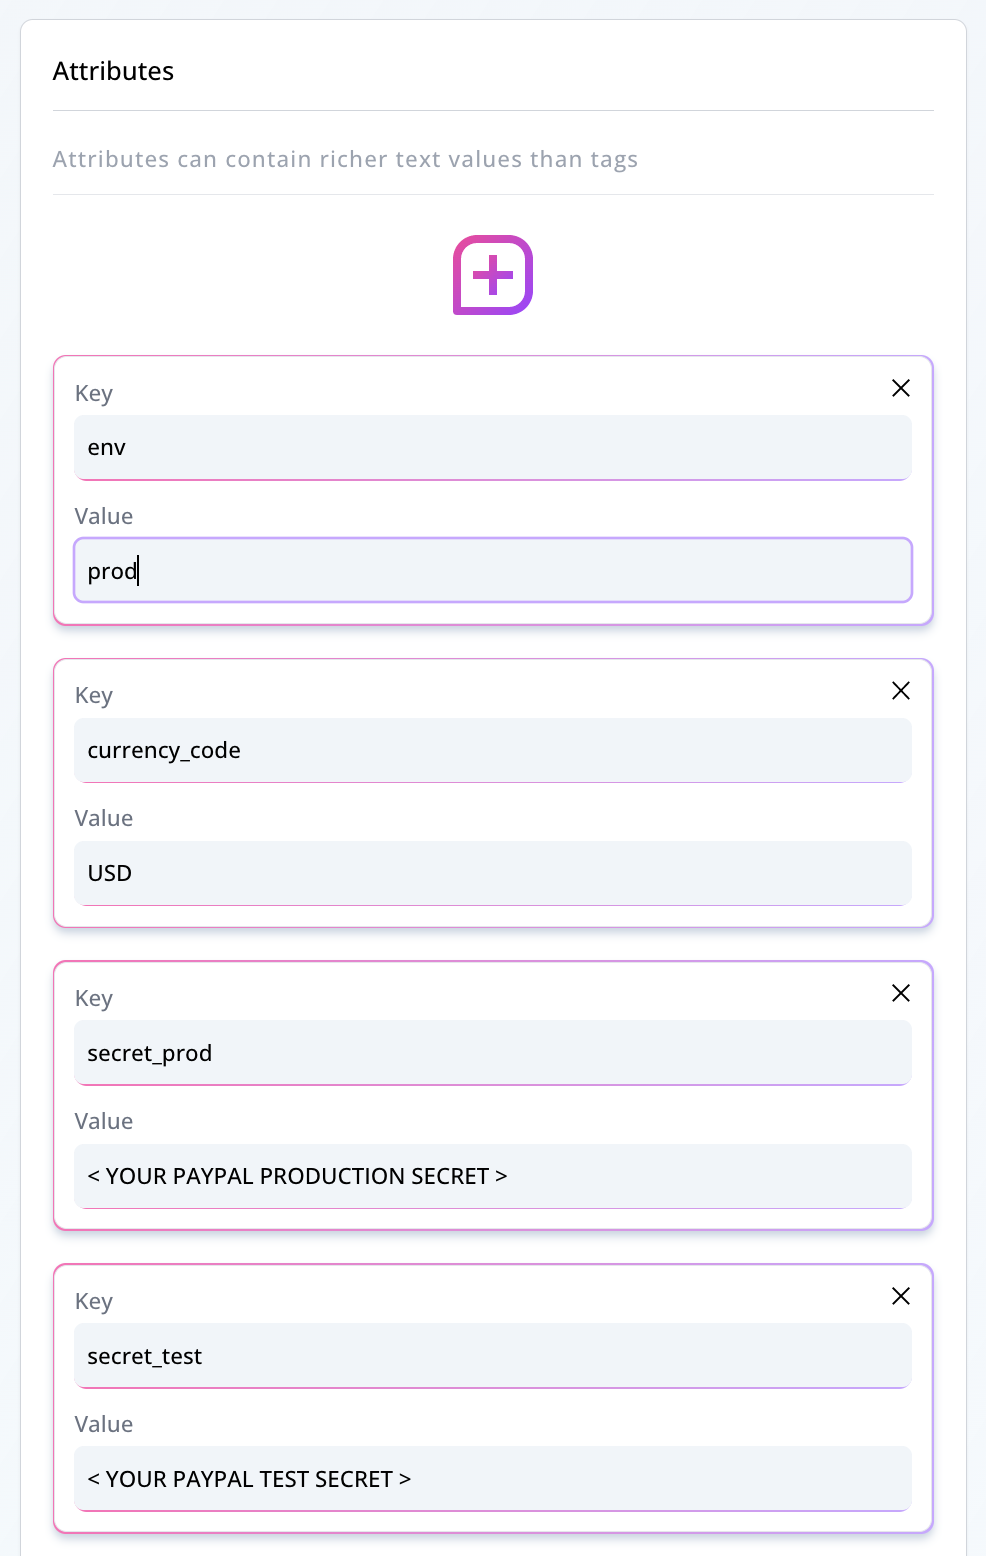 Attributes
Attributes can contain richer text values than tags
Key
env
Value
prod
Key
currency_code
Value
USD
Key
secret_prod
Value
< YOUR PAYPAL PRODUCTION SECRET >
Key
secret_test
Value
< YOUR PAYPAL TEST SECRET >